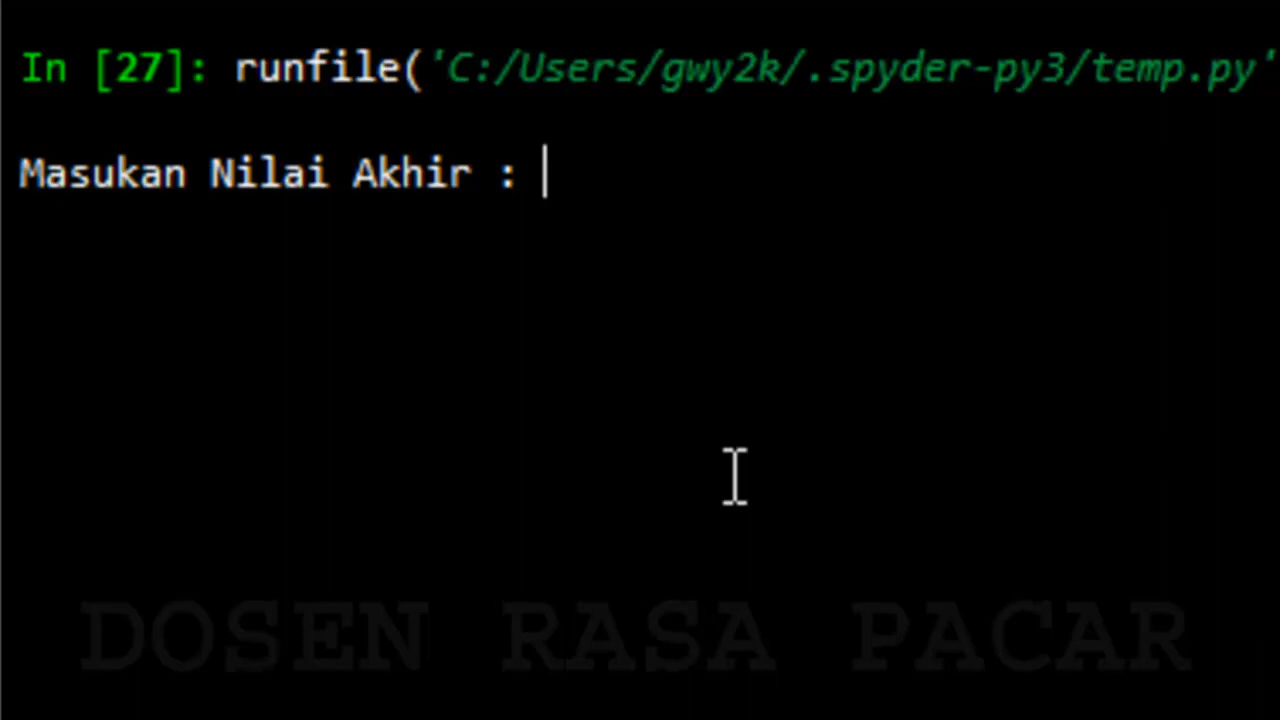 In [27]: runfile('C:/Users/gwy2k/.spyder-py3/temp.py'
Masukan Nilai Akhir :
DOSEN RASA PACAR